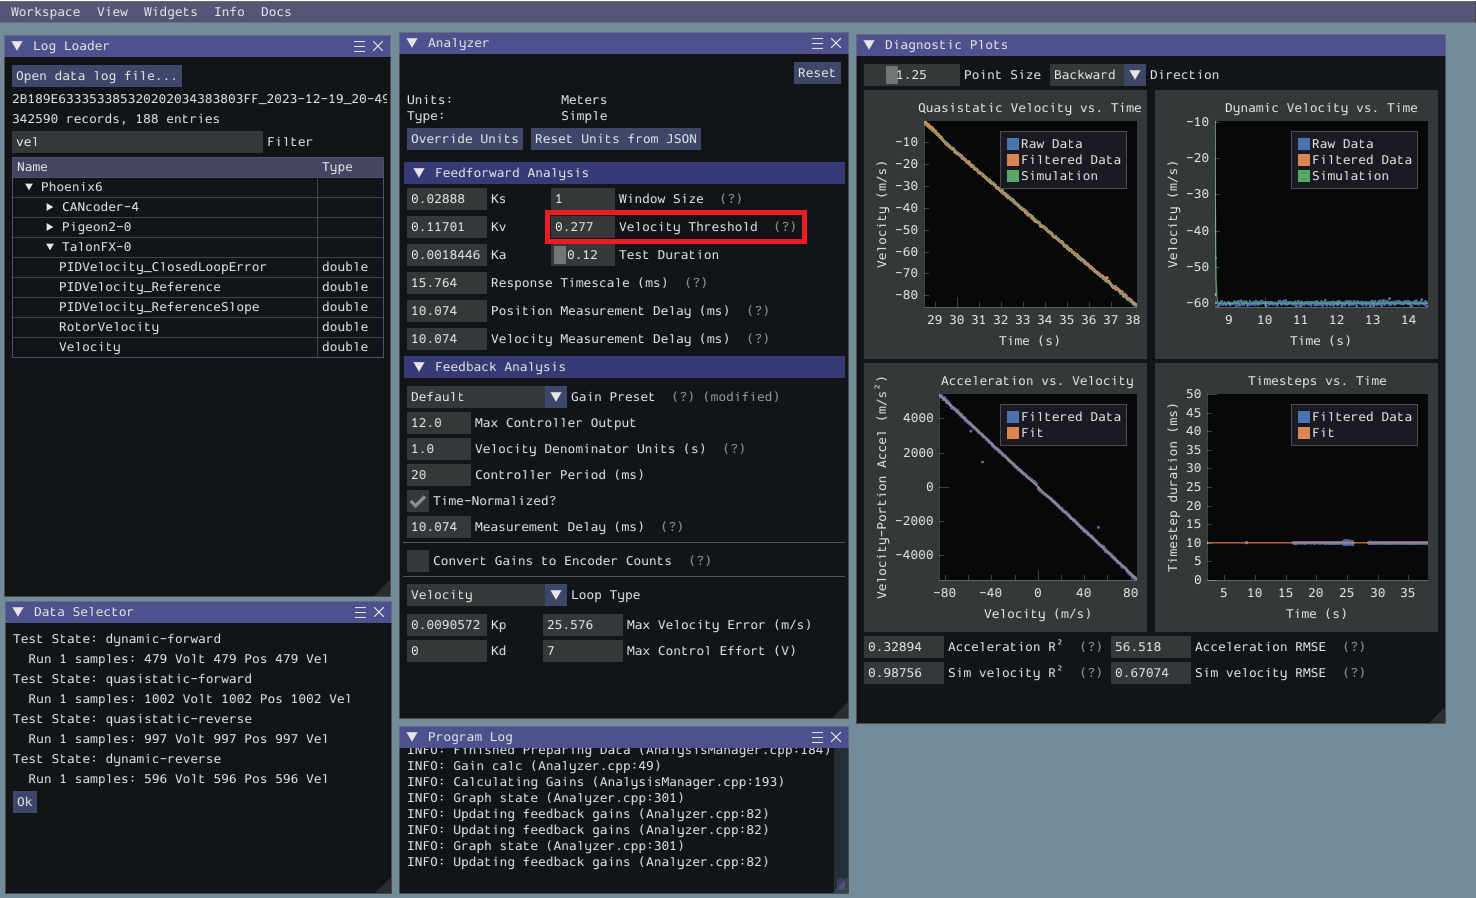 Workspace View Widgets Info Docs
Log Loader
Open data log file...
2B189E6333533853202020343838 03FF_2023-12-19_20-49
342590 records, 188 entries
vel Filter
Name Type
Phoenix6
CANcoder-4
Pigeon2-0
TalonFX-0
PIDVelocity_ClosedLoopError double
PIDVelocity_Reference double
PIDVelocity_ReferenceSlope double
RotorVelocity double
Velocity double
Data Selector
Test State: dynamic-forward
Run 1 samples: 479 Volt 479 Pos 479 Vel
Test State: quasistatic-forward
Run 1 samples: 1002 Volt 1002 Pos 1002 Vel
Test State: quasistatic-reverse
Run 1 samples: 997 Volt 997 Pos 997 Vel
Test State: dynamic-reverse
Run 1 samples: 596 Volt 596 Pos 596 Vel
Ok
Analyzer
Reset
Units: Meters
Type: Simple
Override Units Reset Units from JSON
Feedforward Analysis
0.02888 Ks 1 Window Size (?)
0.11701 Kv 0.277 Velocity Threshold (?)
0.0018446 Ka 0.12 Test Duration
15.764 Response Timescale (ms) (?)
10.074 Position Measurement Delay (ms) (?)
10.074 Velocity Measurement Delay (ms) (?)
Feedback Analysis
Default Gain Preset (?) (modified)
12.0 Max Controller Output
1.0 Velocity Denominator Units (s) (?)
20 Controller Period (ms)
Time-Normalized?
10.074 Measurement Delay (ms) (?)
Convert Gains to Encoder Counts (?)
Velocity Loop Type
0.0090572 Kp 25.576 Max Velocity Error (m/s)
0 Kd 7 Max Control Effort (V)
Program Log
INFO: Finished Preparing Data (AnalysisManager.cpp:184)
INFO: Gain calc (Analyzer.cpp:49)
INFO: Calculating Gains (AnalysisManager.cpp:193)
INFO: Graph state (Analyzer.cpp:301)
INFO: Updating feedback gains (Analyzer.cpp:82)
INFO: Updating feedback gains (Analyzer.cpp:82)
INFO: Graph state (Analyzer.cpp:301)
INFO: Updating feedback gains (Analyzer.cpp:82)
Diagnostic Plots
1.25 Point Size Backward Direction
Quasistatic Velocity vs. Time
Velocity (m/s)
-10
-20
-30
-40
-50
-60
-70
-80
Raw Data
Filtered Data
Simulation
29 30 31 32 33 34 35 36 37 38
Time (s)
Dynamic Velocity vs. Time
Velocity (m/s)
-10
-20
-30
-40
-50
-60
Raw Data
Filtered Data
Simulation
9 10 11 12 13 14
Time (s)
Acceleration vs. Velocity
Velocity-Portion Accel (m/s²)
4000
2000
0
-2000
-4000
Filtered Data
Fit
-80 -40 0 40 80
Velocity (m/s)
Timesteps vs. Time
Timestep duration (ms)
50
45
40
35
30
25
20
15
10
5
0
Filtered Data
Fit
5 10 15 20 25 30 35
Time (s)
0.32894 Acceleration R² (?) 56.518 Acceleration RMSE (?)
0.98756 Sim velocity R² (?) 0.67074 Sim velocity RMSE (?)